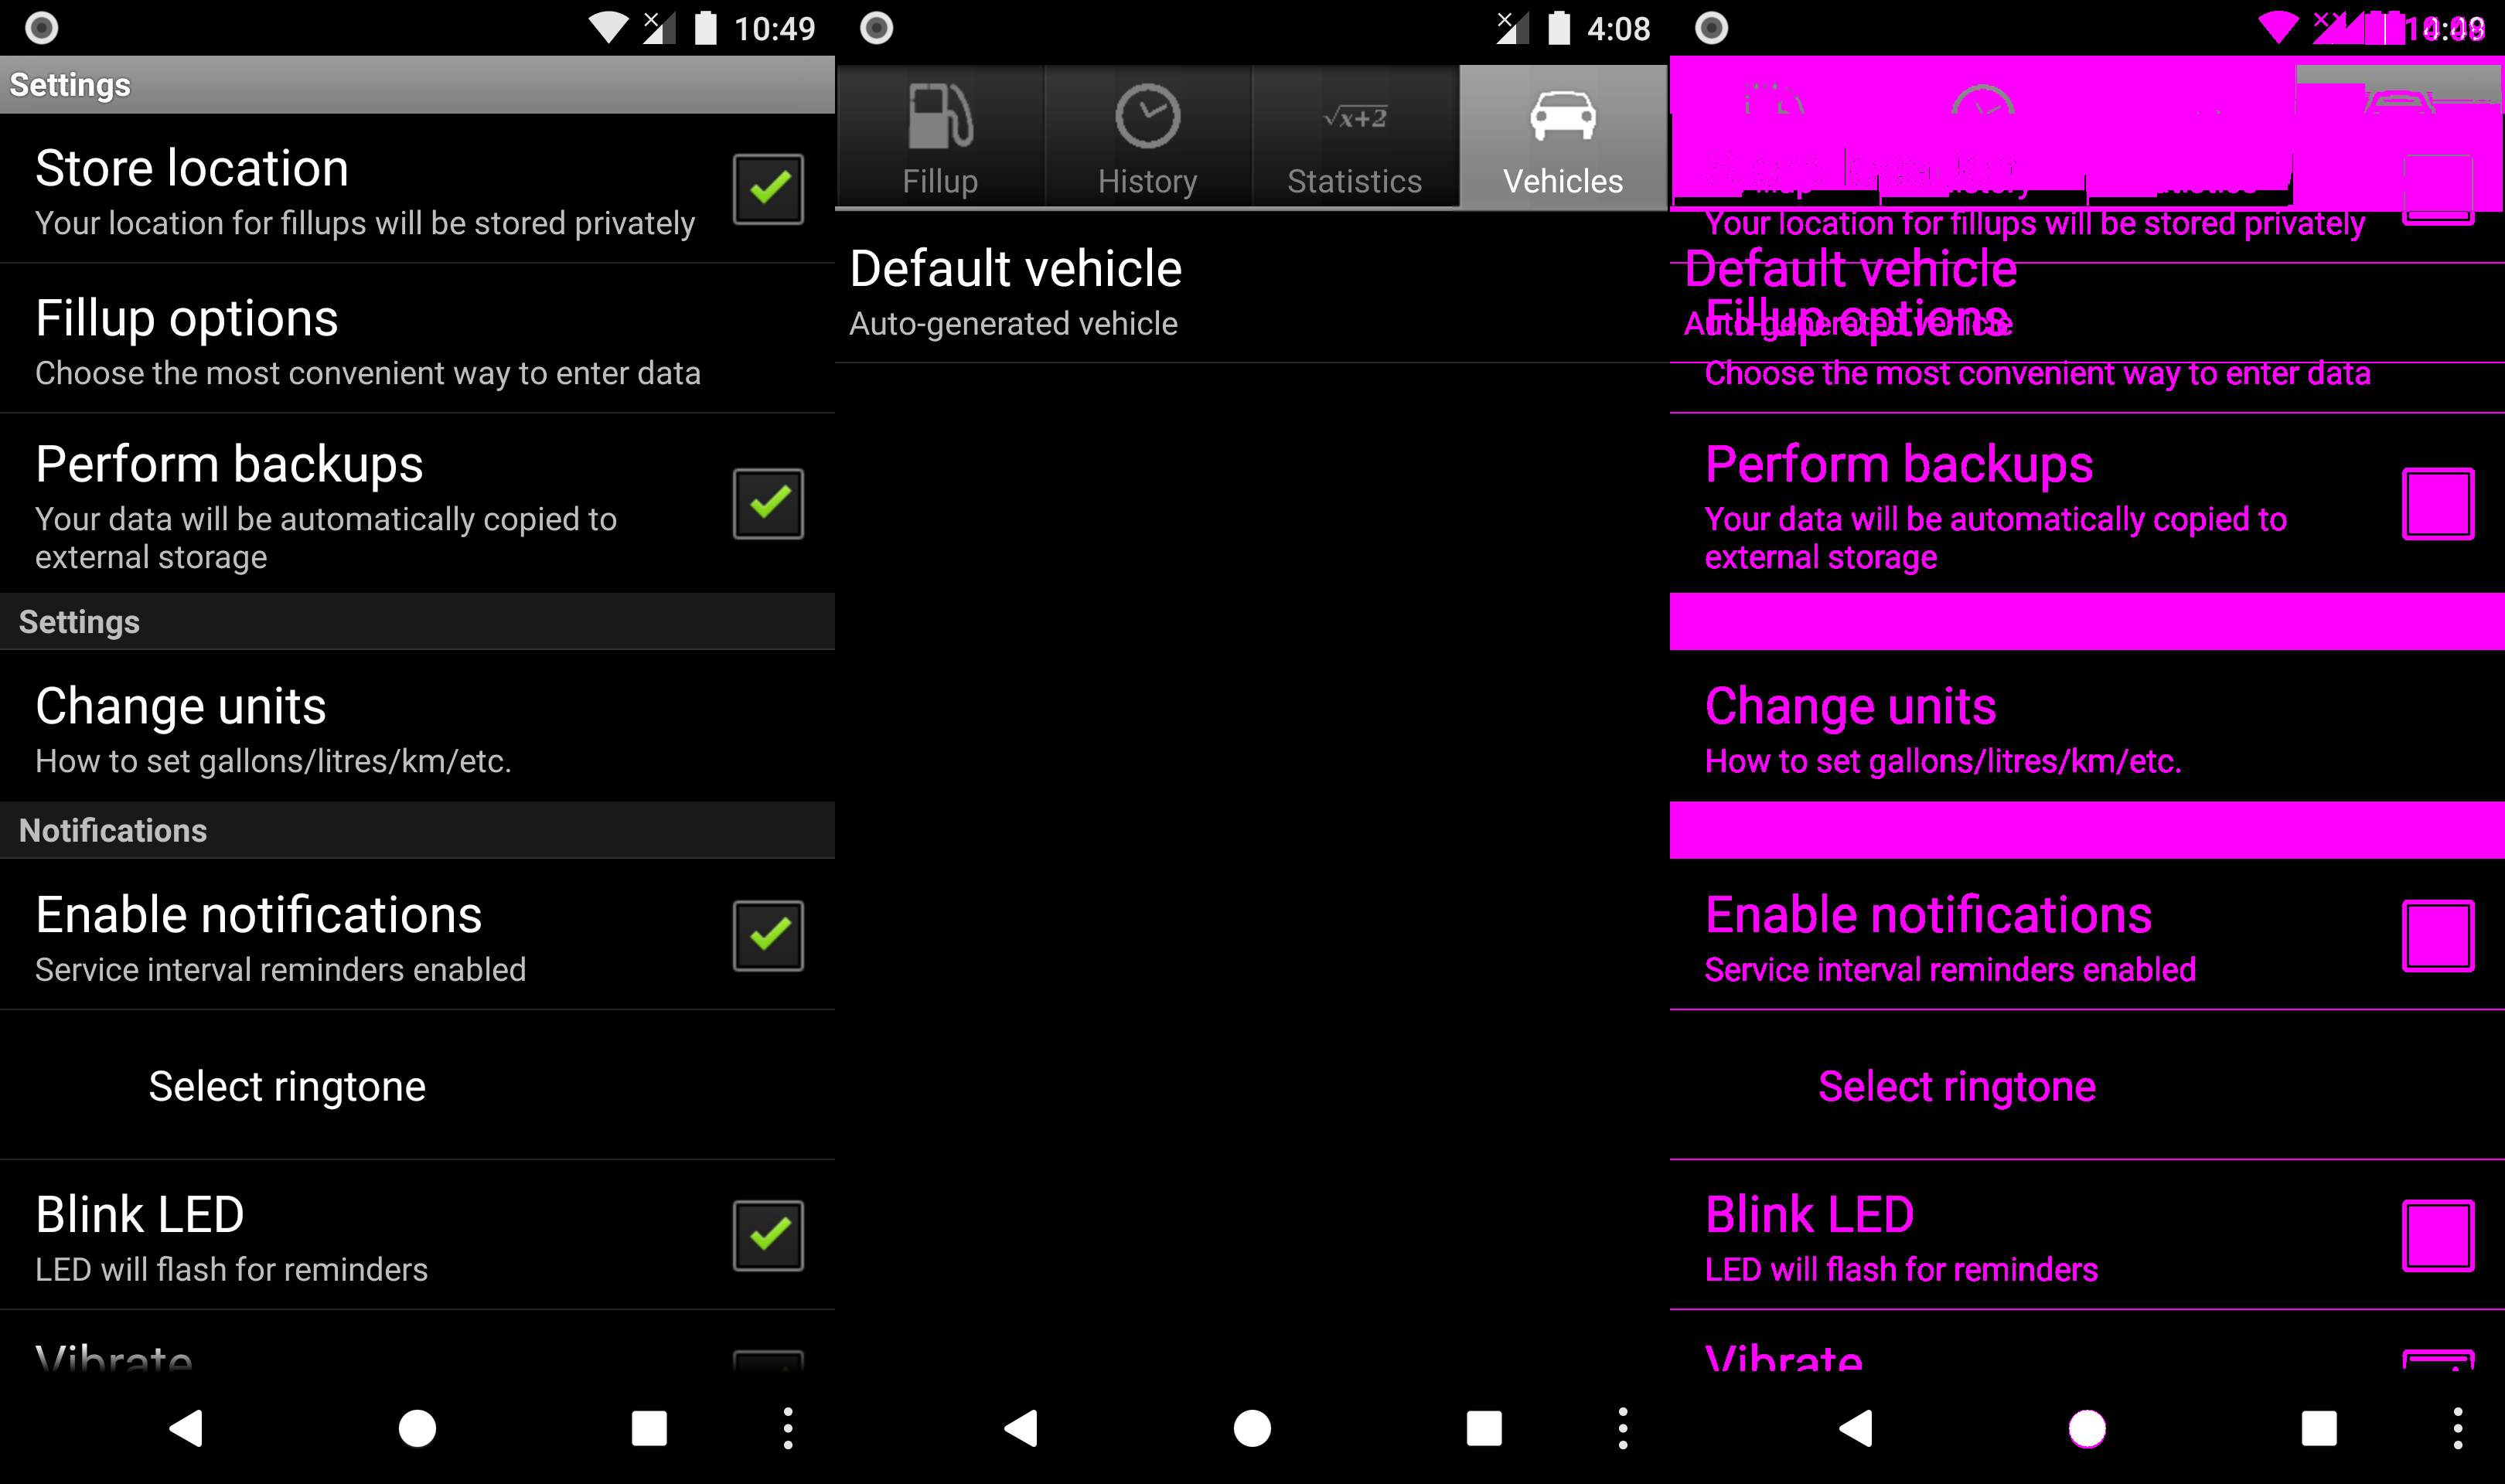 10:49
Settings
Store location
Your location for fillups will be stored privately
Fillup options
Choose the most convenient way to enter data
Perform backups
Your data will be automatically copied to
external storage
Settings
Change units
How to set gallons/litres/km/etc.
Notifications
Enable notifications
Service interval reminders enabled
Select ringtone
Blink LED
LED will flash for reminders
Vibrate
4:08
Fillup
History
√x+2
Statistics
Vehicles
Default vehicle
Auto-generated vehicle
Your location for fillups will be stored privately
Default vehicle
Fillup options
Auto-generated vehicle
Choose the most convenient way to enter data
Perform backups
Your data will be automatically copied to
external storage
Change units
How to set gallons/litres/km/etc.
Enable notifications
Service interval reminders enabled
Select ringtone
Blink LED
LED will flash for reminders
Vibrate